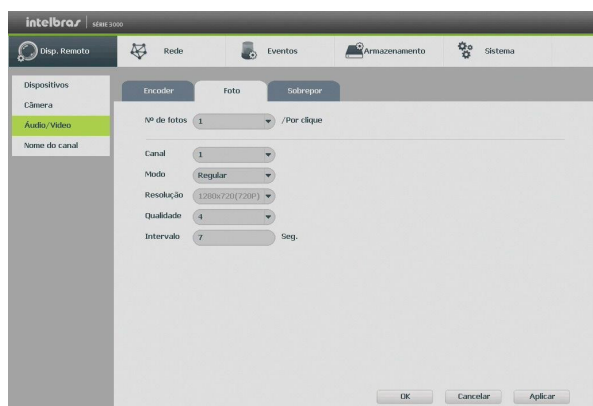 intelbras SÉRIE 3000
Disp. Remoto Rede Eventos Armazenamento Sistema
Dispositivos
Câmera
Áudio/Vídeo
Nome do canal
Encoder Foto Sobrepor
Nº de fotos 1 /Por clique
Canal 1
Modo Regular
Resolução 1280x720(720P)
Qualidade 4
Intervalo 7 Seg.
OK Cancelar Aplicar